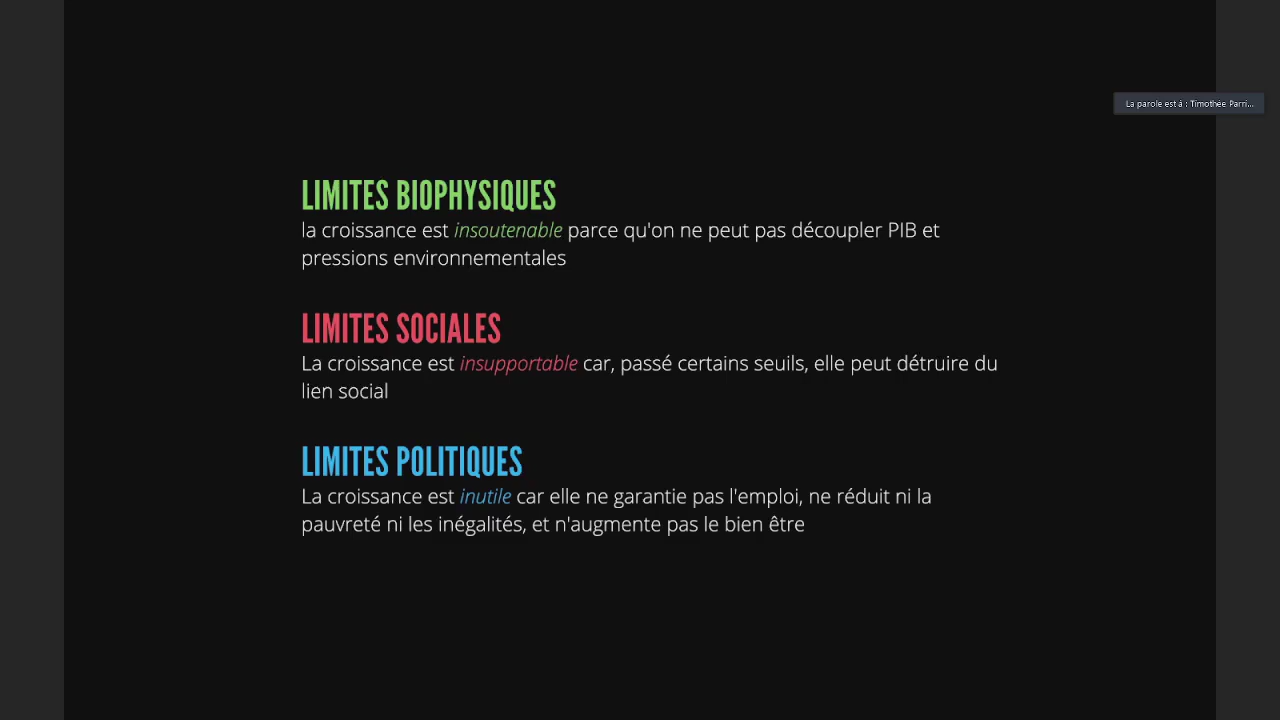 La parole est à : Timothée Parri...
LIMITES BIOPHYSIQUES
la croissance est insoutenable parce qu'on ne peut pas découpler PIB et
pressions environnementales
LIMITES SOCIALES
La croissance est insupportable car, passé certains seuils, elle peut détruire du
lien social
LIMITES POLITIQUES
La croissance est inutile car elle ne garantie pas l'emploi, ne réduit ni la
pauvreté ni les inégalités, et n'augmente pas le bien être